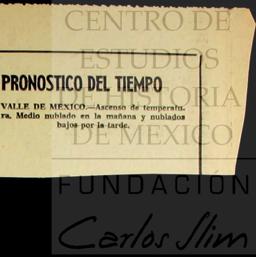 CENTRO DE
ESTUDIOS
DE HISTORIA
DE MEXICO
PRONOSTICO DEL TIEMPO
VALLE DE MEXICO.—Ascenso de temperatu-
ra. Medio nublado en la mañana y nublados
bajos por la tarde.
FUNDACIÓN
Carlos Slim